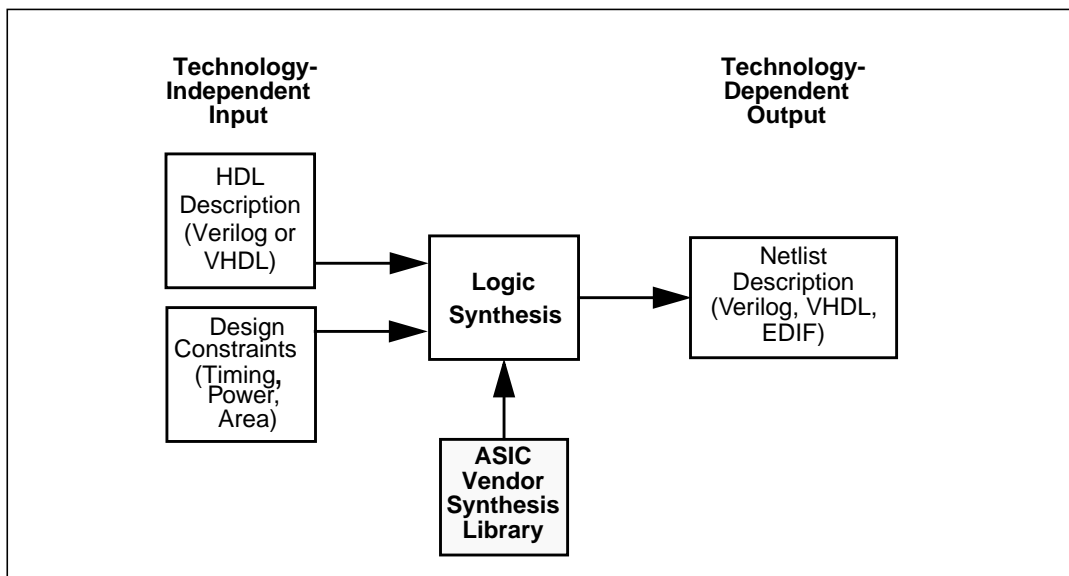 Technology-
Independent
Input
Technology-
Dependent
Output
HDL
Description
(Verilog or
VHDL)
Logic
Synthesis
Netlist
Description
(Verilog, VHDL,
EDIF)
Design
Constraints
(Timing,
Power,
Area)
ASIC
Vendor
Synthesis
Library